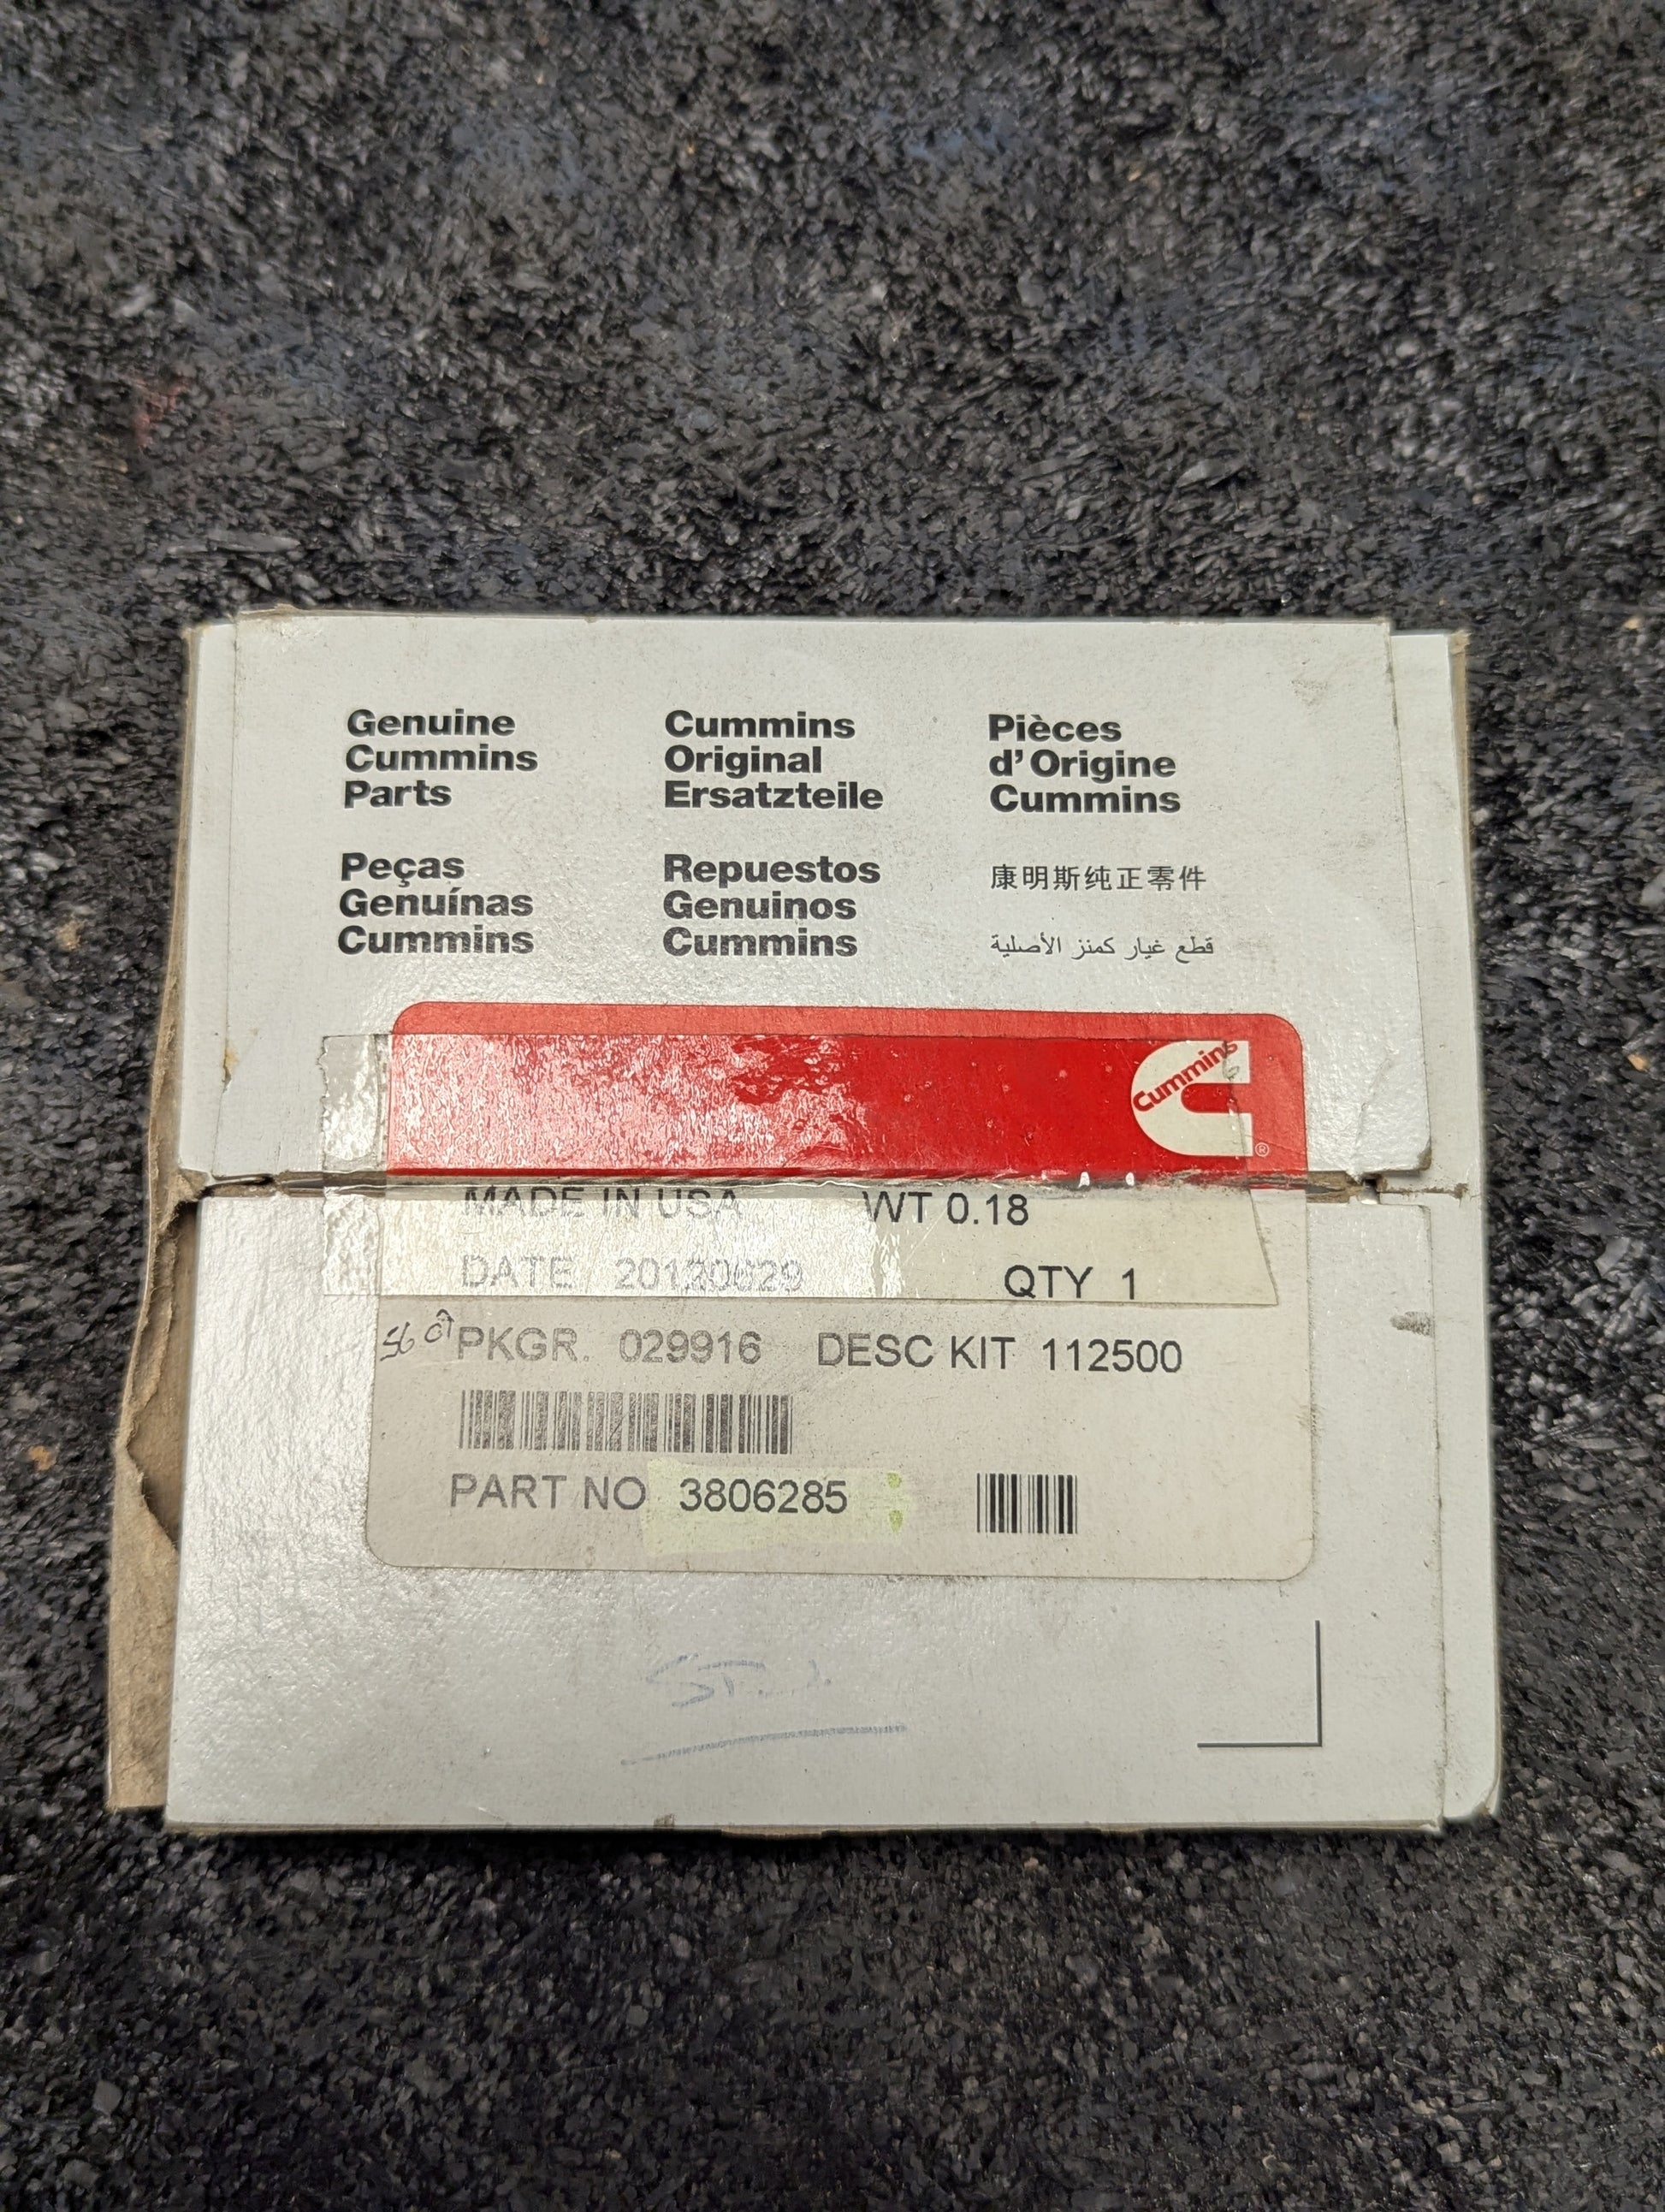 Genuine
Cummins
Parts
Cummins
Original
Ersatzteile
Pièces
d'Origine
Cummins
Peças
Genuínas
Cummins
Repuestos
Genuinos
Cummins
康明斯纯正零件
قطع غيار كمنز الأصلية
Cummins
®
MADE IN USA WT 0.18
DATE 20120629 QTY 1
PKGR. 029916 DESC KIT 112500
PART NO 3806285